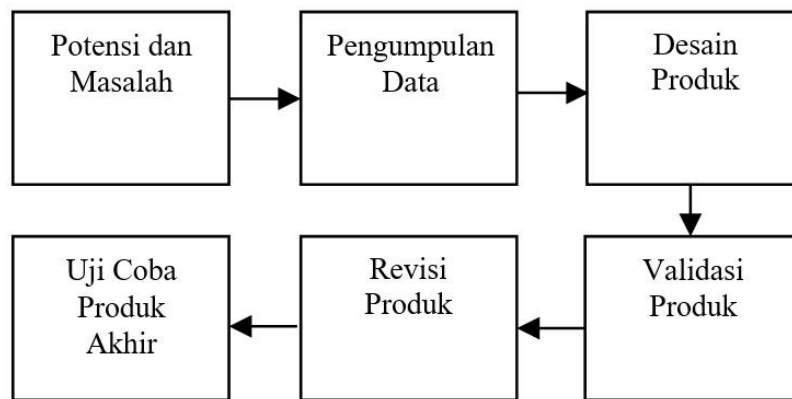 Potensi dan
Masalah
Pengumpulan
Data
Desain
Produk
Validasi
Produk
Revisi
Produk
Uji Coba
Produk
Akhir